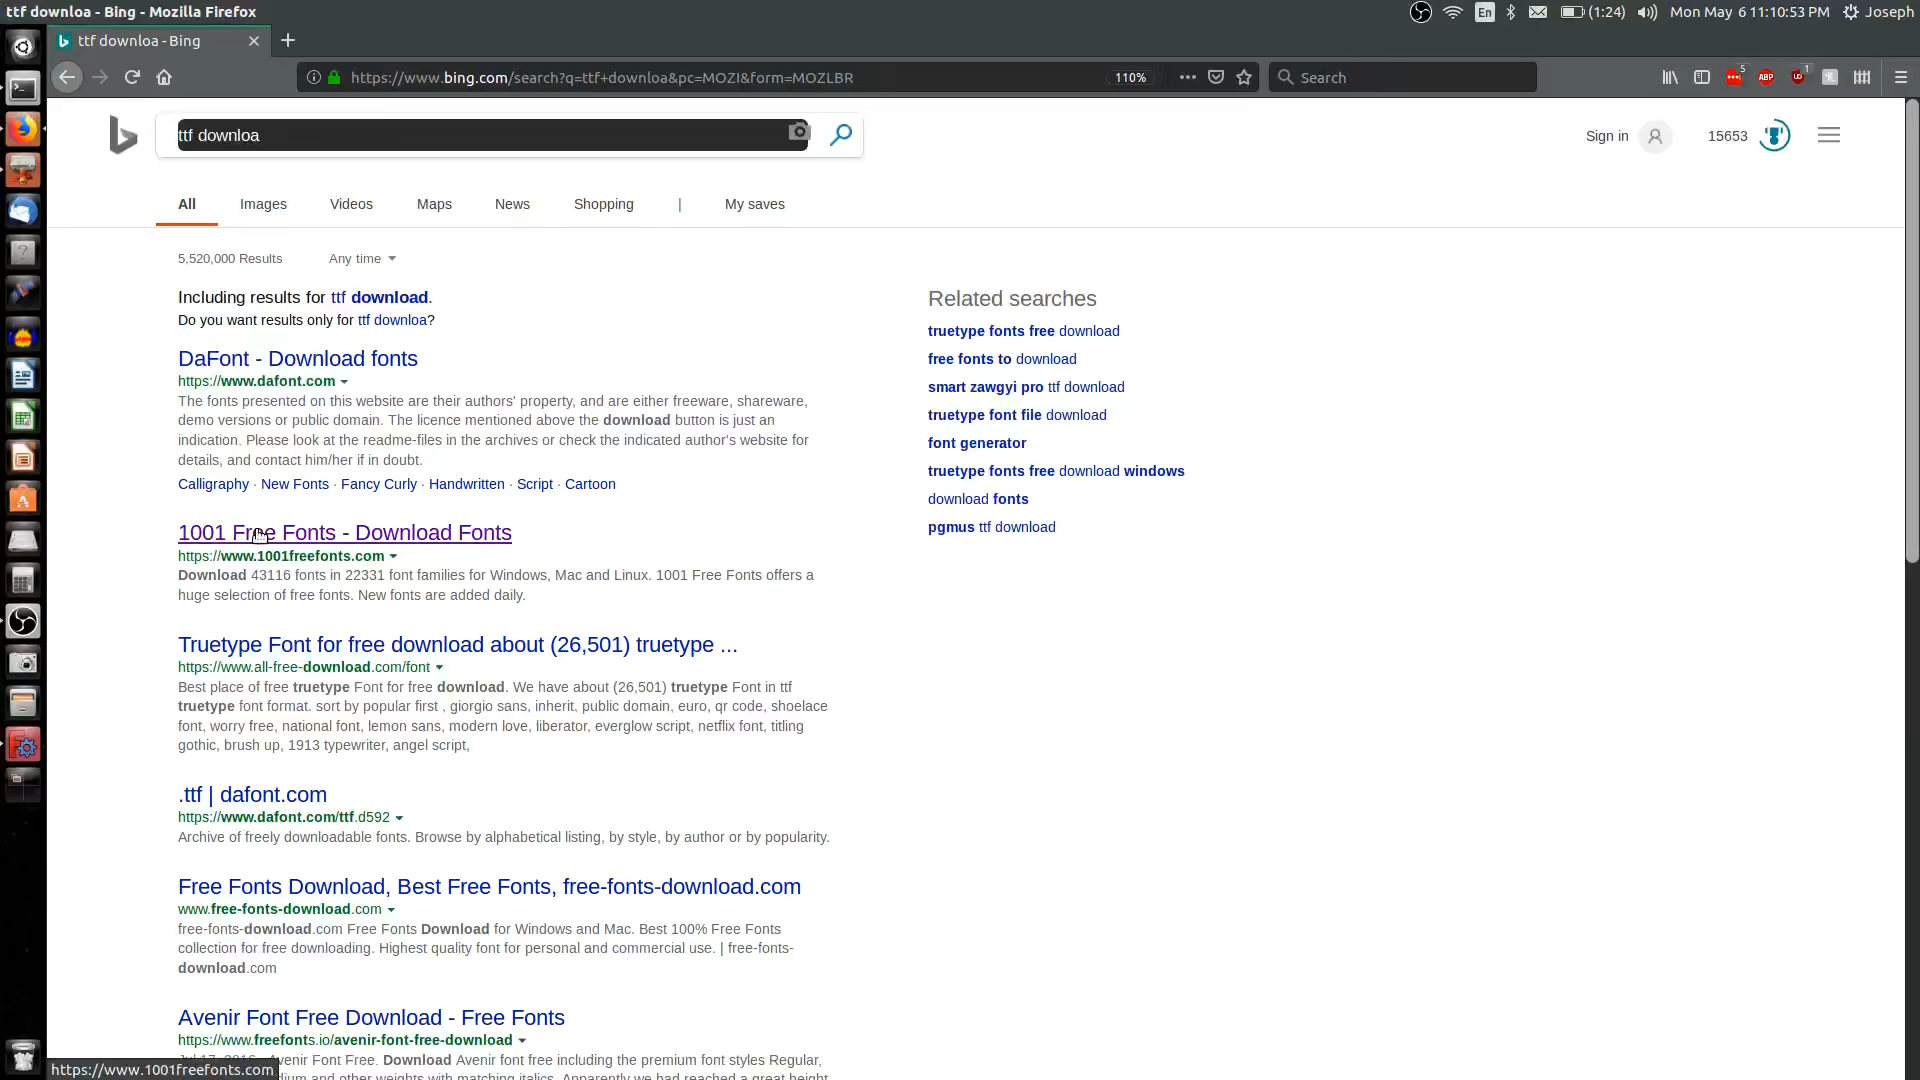 ttf downloa - Bing - Mozilla Firefox
En
(1:24)
Mon May 6 11:10:53 PM
Joseph
ttf downloa - Bing
https://www.bing.com/search?q=ttf+downloa&pc=MOZI&form=MOZLBR
110%
Search
5
ABP
1
ttf downloa
Sign in
15653
All
Images
Videos
Maps
News
Shopping
|
My saves
5,520,000 Results
Any time
Including results for ttf download.
Do you want results only for ttf downloa?
DaFont - Download fonts
https://www.dafont.com
The fonts presented on this website are their authors' property, and are either freeware, shareware,
demo versions or public domain. The licence mentioned above the download button is just an
indication. Please look at the readme-files in the archives or check the indicated author's website for
details, and contact him/her if in doubt.
Calligraphy · New Fonts · Fancy Curly · Handwritten · Script · Cartoon
1001 Free Fonts - Download Fonts
https://www.1001freefonts.com
Download 43116 fonts in 22331 font families for Windows, Mac and Linux. 1001 Free Fonts offers a
huge selection of free fonts. New fonts are added daily.
Truetype Font for free download about (26,501) truetype ...
https://www.all-free-download.com/font
Best place of free truetype Font for free download. We have about (26,501) truetype Font in ttf
truetype font format. sort by popular first , giorgio sans, inherit, public domain, euro, qr code, shoelace
font, worry free, national font, lemon sans, modern love, liberator, everglow script, netflix font, titling
gothic, brush up, 1913 typewriter, angel script,
.ttf | dafont.com
https://www.dafont.com/ttf.d592
Archive of freely downloadable fonts. Browse by alphabetical listing, by style, by author or by popularity.
Free Fonts Download, Best Free Fonts, free-fonts-download.com
www.free-fonts-download.com
free-fonts-download.com Free Fonts Download for Windows and Mac. Best 100% Free Fonts
collection for free downloading. Highest quality font for personal and commercial use. | free-fonts-
download.com
Avenir Font Free Download - Free Fonts
https://www.freefonts.io/avenir-font-free-download
Avenir Font Free. Download Avenir font free including the premium font styles Regular,
and other weights with matching italics. Apparently we had reached a great height
https://www.1001freefonts.com
Related searches
truetype fonts free download
free fonts to download
smart zawgyi pro ttf download
truetype font file download
font generator
truetype fonts free download windows
download fonts
pgmus ttf download